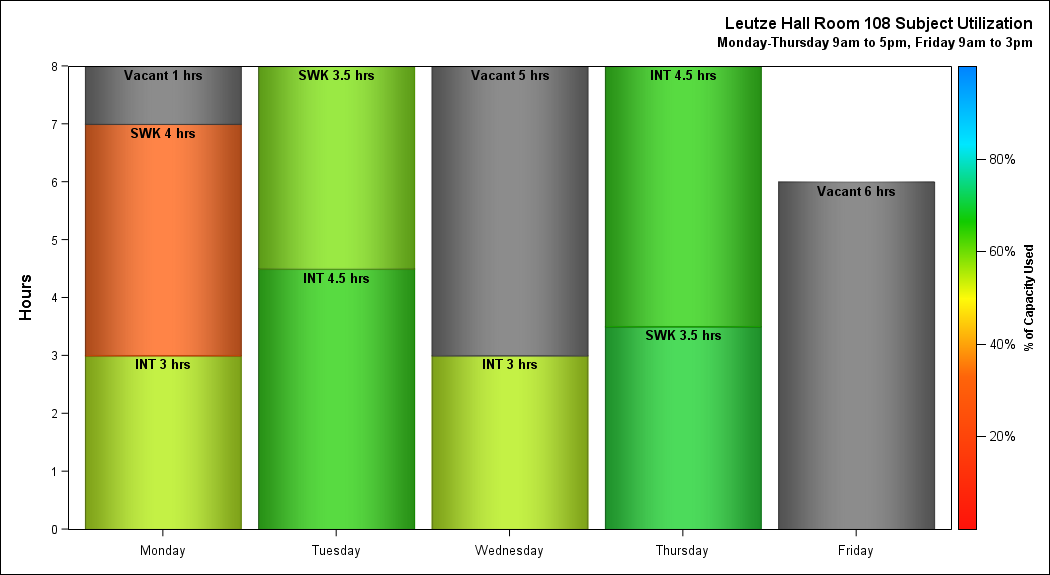 Leutze Hall Room 108 Subject Utilization
Monday-Thursday 9am to 5pm, Friday 9am to 3pm
Hours
8
7
6
5
4
3
2
1
0
Vacant 1 hrs
SWK 4 hrs
INT 3 hrs
SWK 3.5 hrs
INT 4.5 hrs
Vacant 5 hrs
INT 3 hrs
INT 4.5 hrs
SWK 3.5 hrs
Vacant 6 hrs
Monday
Tuesday
Wednesday
Thursday
Friday
80%
60%
40%
20%
% of Capacity Used